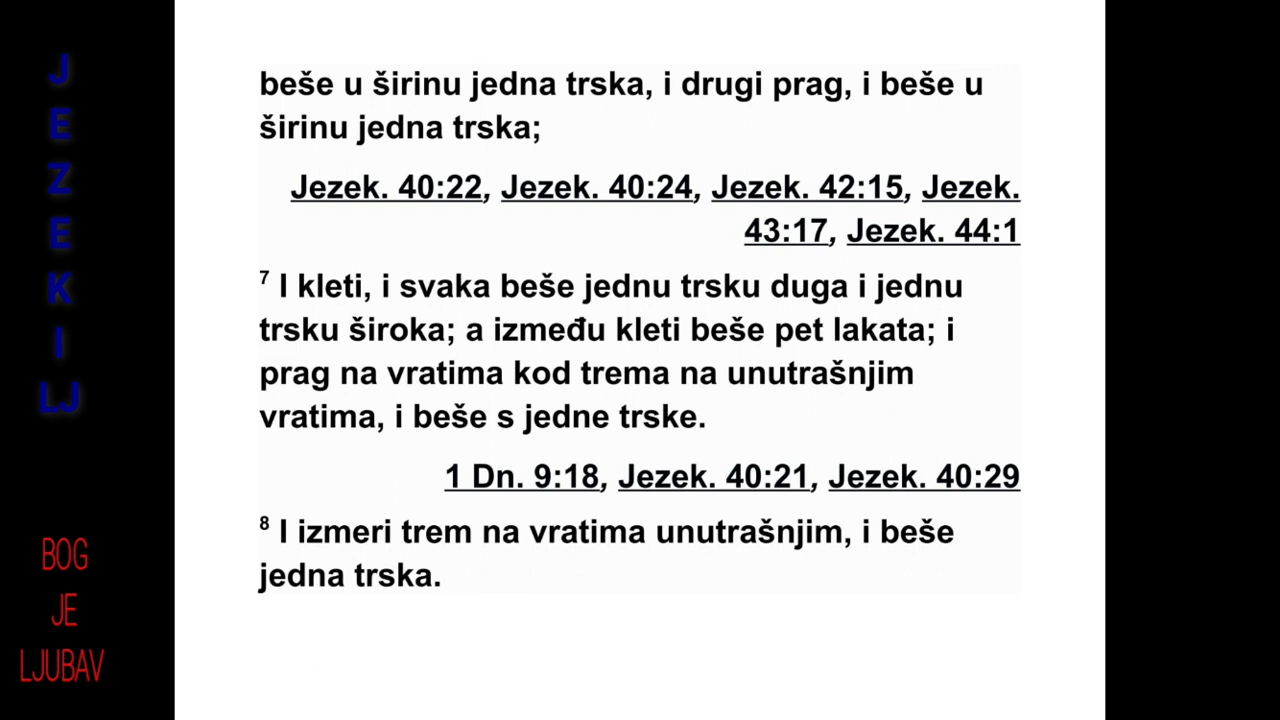 JEZEKILJ
BOG
JE
LJUBAV
beše u širinu jedna trska, i drugi prag, i beše u
širinu jedna trska;
Jezek. 40:22, Jezek. 40:24, Jezek. 42:15, Jezek.
43:17, Jezek. 44:1
7 I kleti, i svaka beše jednu trsku duga i jednu
trsku široka; a između kleti beše pet lakata; i
prag na vratima kod trema na unutrašnjim
vratima, i beše s jedne trske.
1 Dn. 9:18, Jezek. 40:21, Jezek. 40:29
8 I izmeri trem na vratima unutrašnjim, i beše
jedna trska.